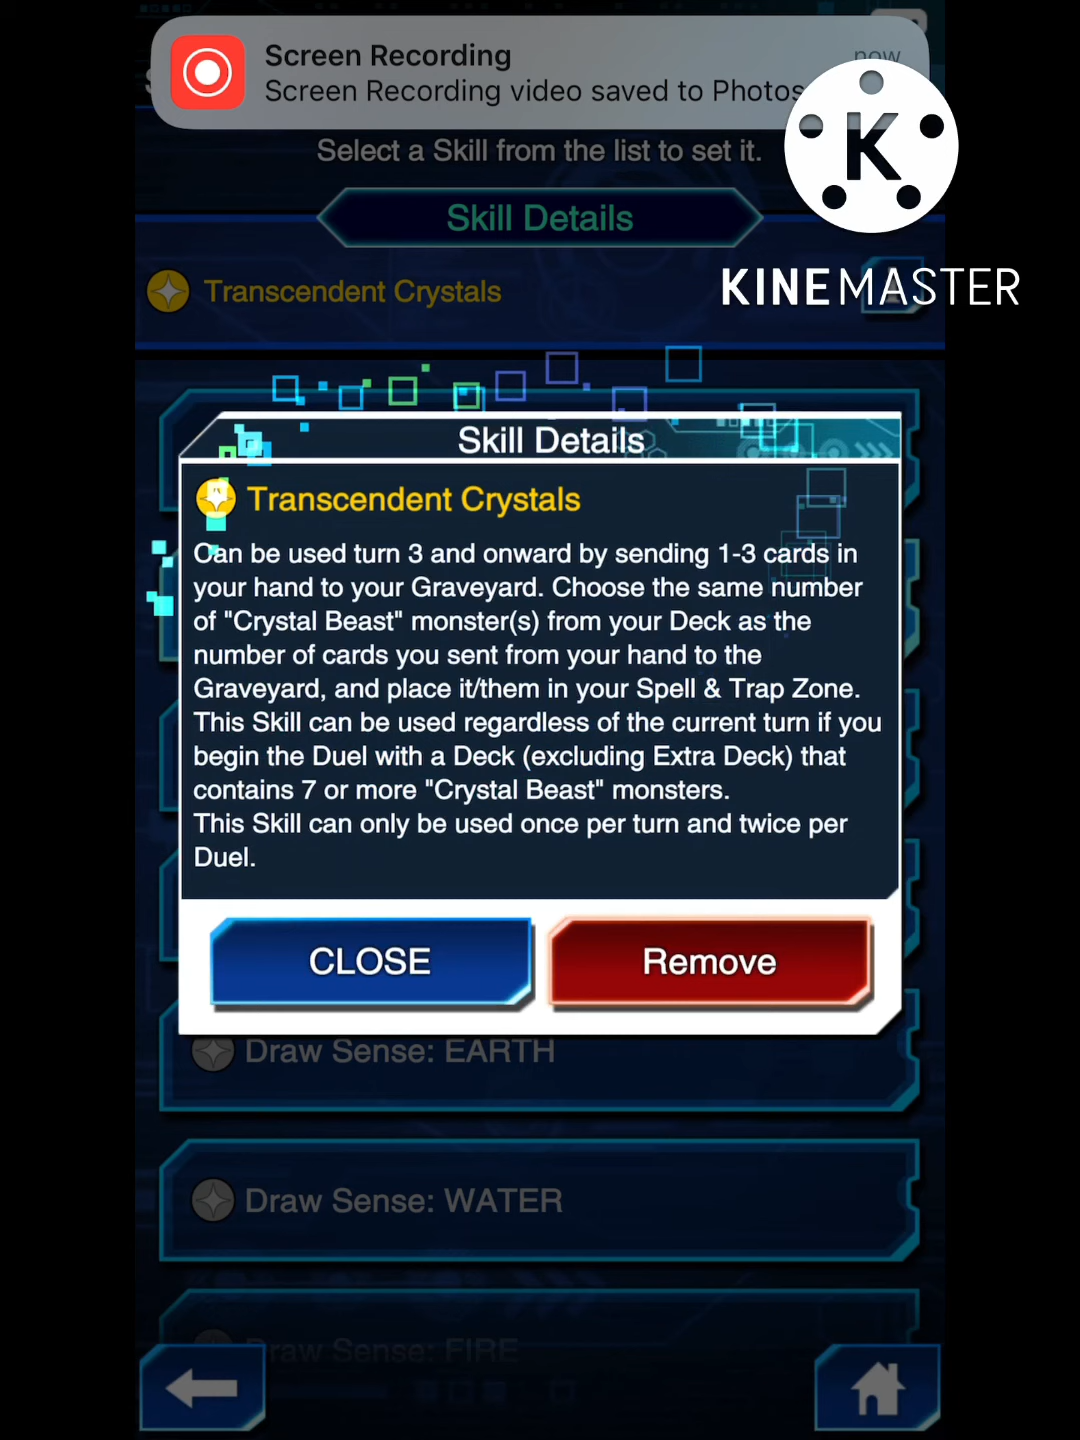 Screen Recording
now
Screen Recording video saved to Photos
K
KINEMASTER
Select a Skill from the list to set it.
Skill Details
Transcendent Crystals
Skill Details
Transcendent Crystals
Can be used turn 3 and onward by sending 1-3 cards in
your hand to your Graveyard. Choose the same number
of "Crystal Beast" monster(s) from your Deck as the
number of cards you sent from your hand to the
Graveyard, and place it/them in your Spell & Trap Zone.
This Skill can be used regardless of the current turn if you
begin the Duel with a Deck (excluding Extra Deck) that
contains 7 or more "Crystal Beast" monsters.
This Skill can only be used once per turn and twice per
Duel.
CLOSE
Remove
Draw Sense: EARTH
Draw Sense: WATER
Draw Sense: FIRE